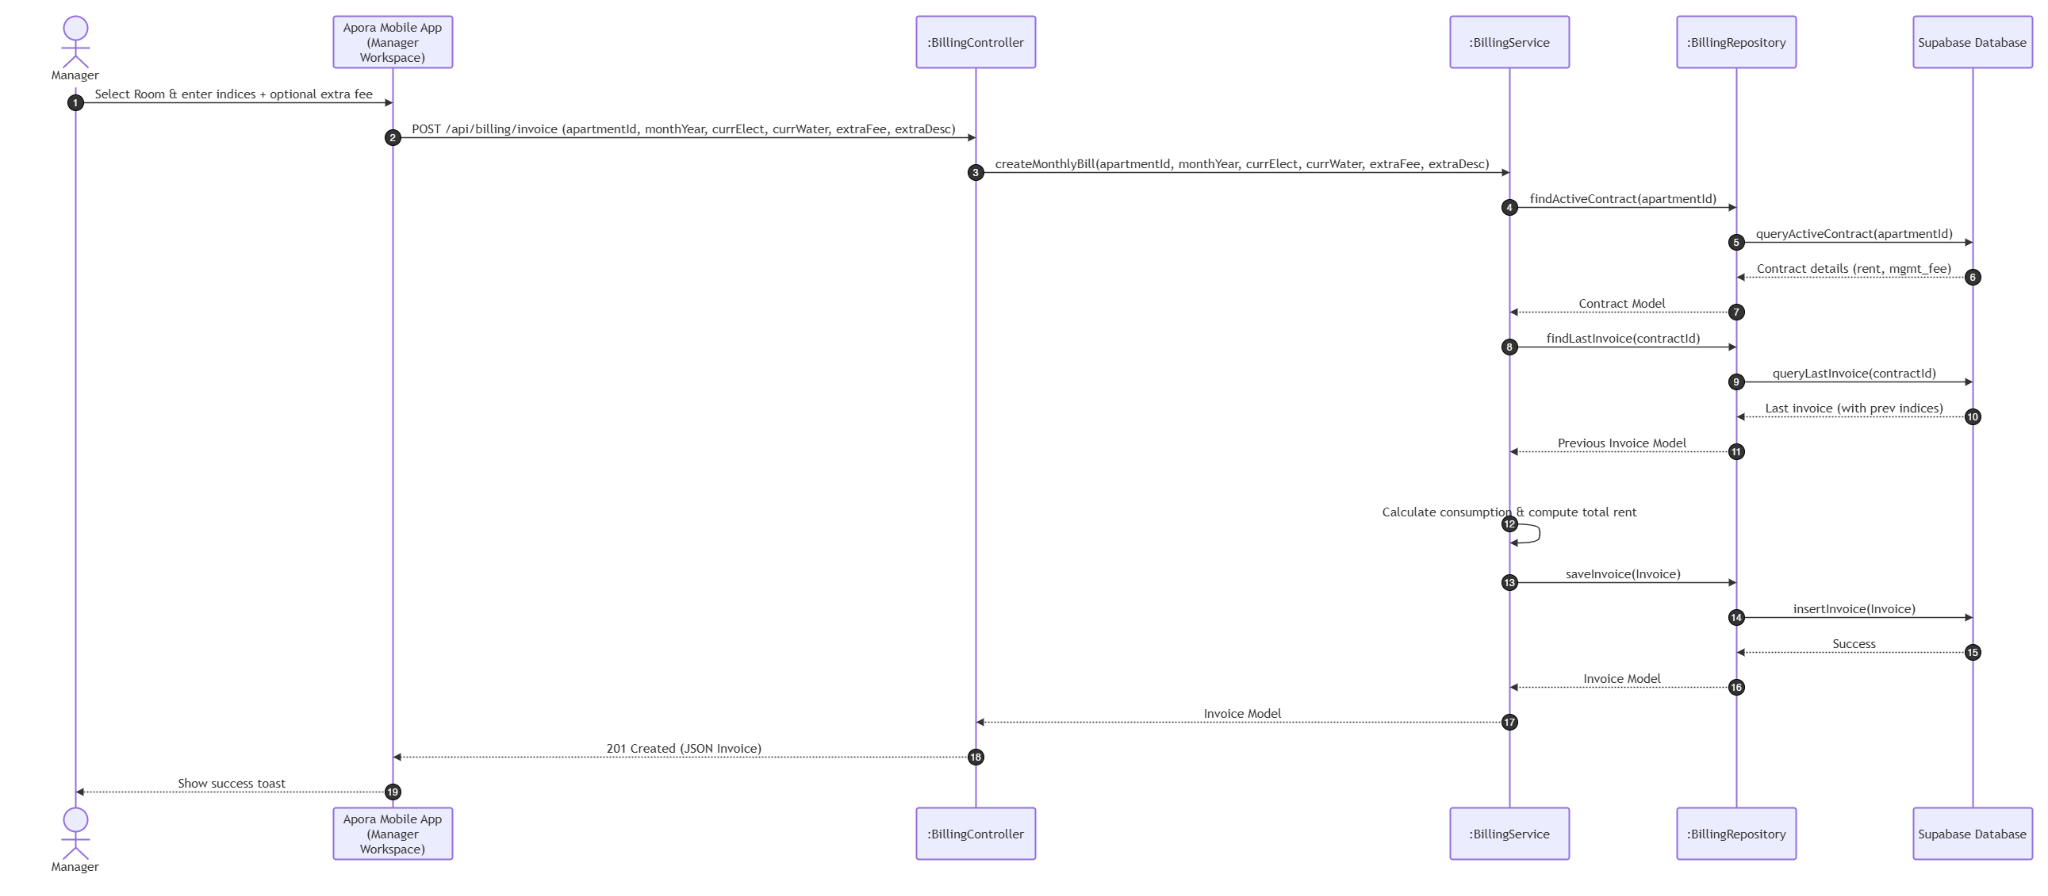 Manager
Apora Mobile App
(Manager
Workspace)
:BillingController
:BillingService
:BillingRepository
Supabase Database
1 Select Room & enter indices + optional extra fee
2 POST /api/billing/invoice (apartmentId, monthYear, currElect, currWater, extraFee, extraDesc)
3 createMonthlyBill(apartmentId, monthYear, currElect, currWater, extraFee, extraDesc)
4 findActiveContract(apartmentId)
5 queryActiveContract(apartmentId)
Contract details (rent, mgmt_fee) 6
Contract Model 7
8 findLastInvoice(contractId)
9 queryLastInvoice(contractId)
Last invoice (with prev indices) 10
Previous Invoice Model 11
Calculate consumption & compute total rent
12
13 saveInvoice(Invoice)
14 insertInvoice(Invoice)
Success 15
Invoice Model 16
Invoice Model 17
201 Created (JSON Invoice) 18
Show success toast 19
Manager
Apora Mobile App
(Manager
Workspace)
:BillingController
:BillingService
:BillingRepository
Supabase Database